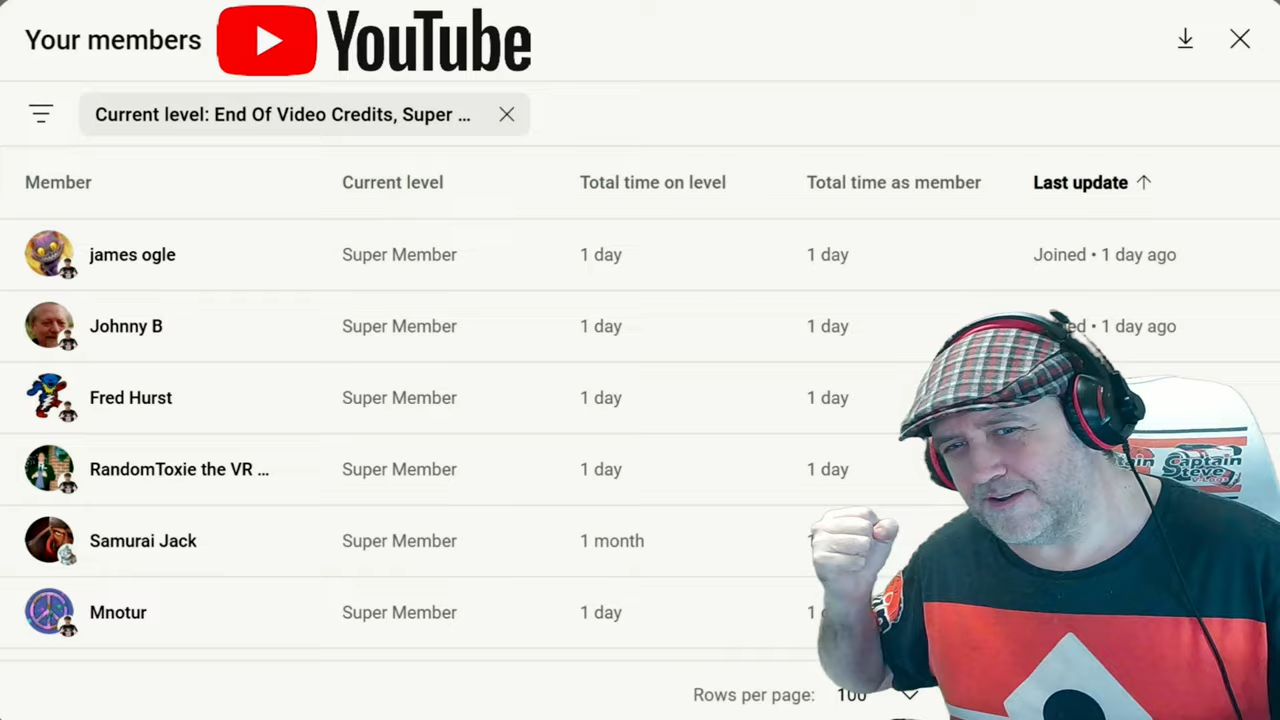 Your members YouTube
Current level: End Of Video Credits, Super ...
Member Current level Total time on level Total time as member Last update
james ogle Super Member 1 day 1 day Joined • 1 day ago
Johnny B Super Member 1 day 1 day ed • 1 day ago
Fred Hurst Super Member 1 day 1 day
RandomToxie the VR ... Super Member 1 day 1 day
tain Captain
Steve
Samurai Jack Super Member 1 month
Mnotur Super Member 1 day 1
Rows per page: 100